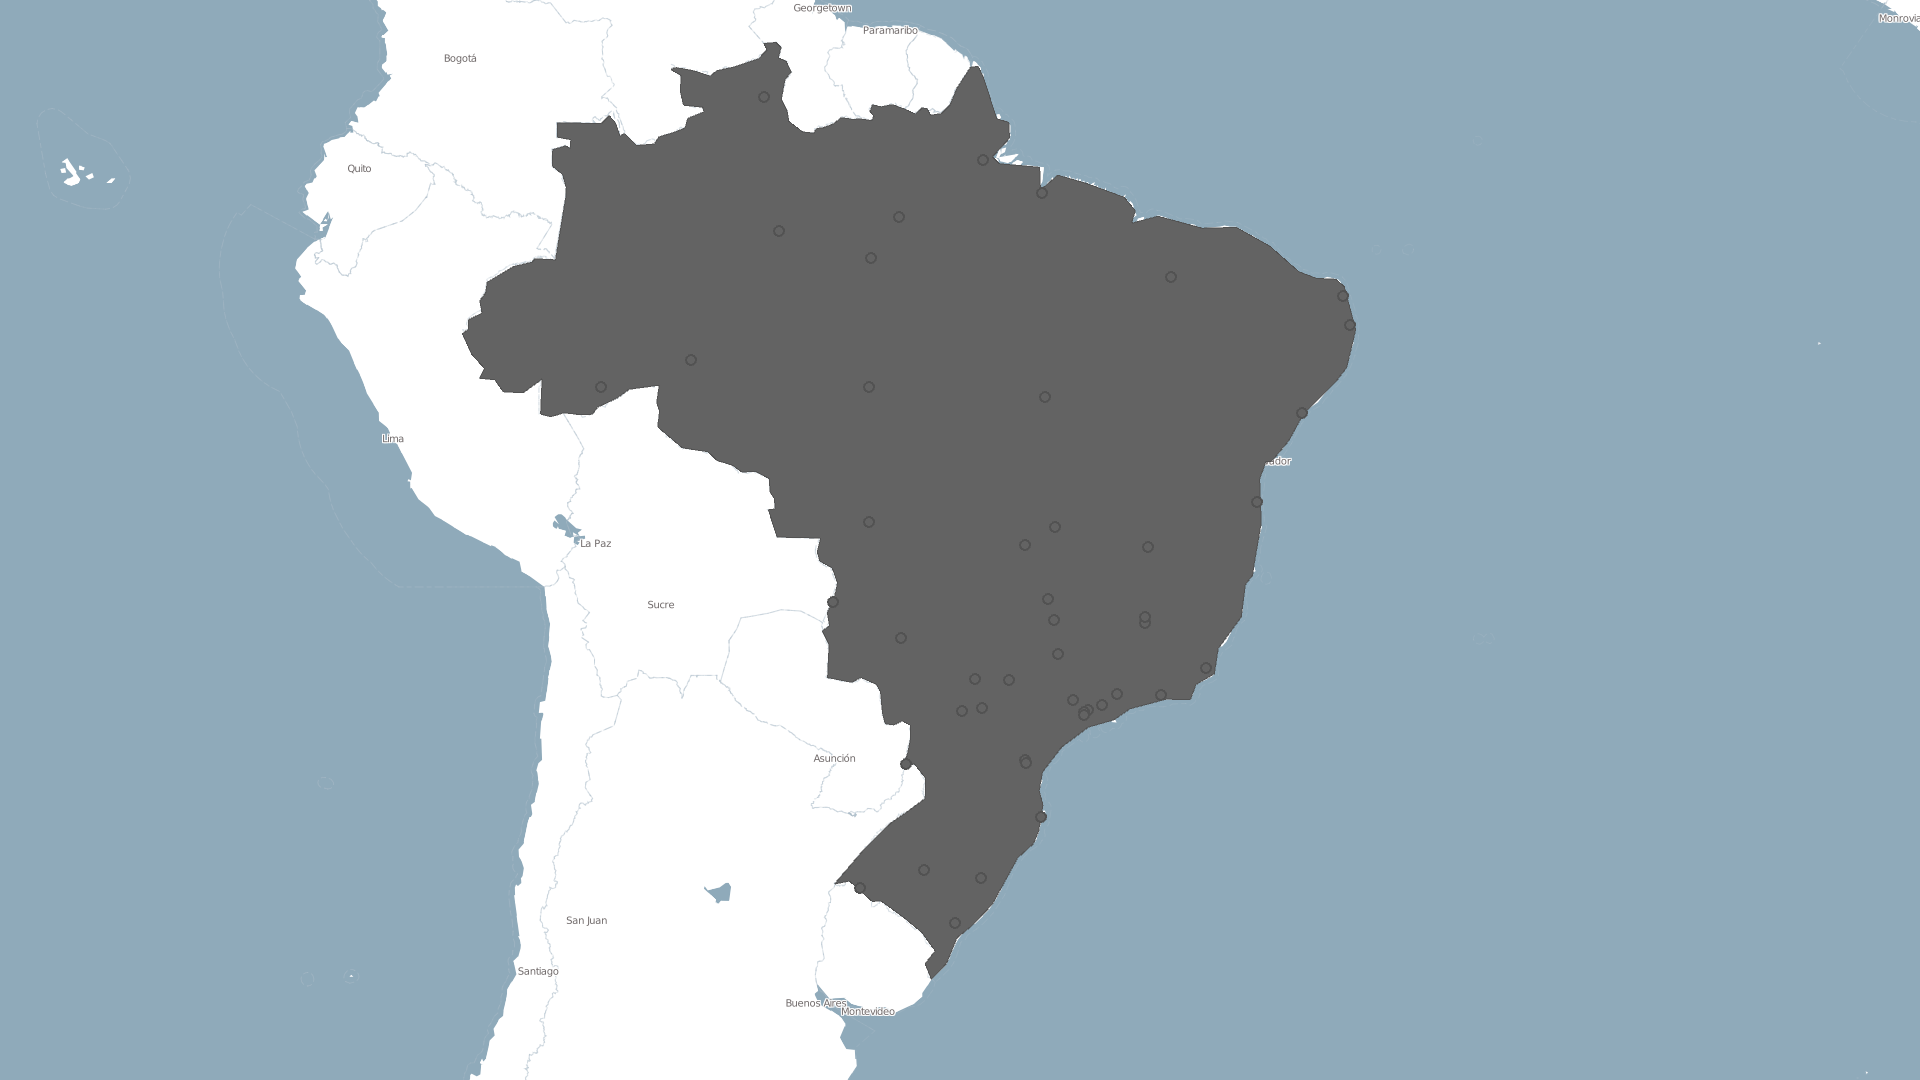 Georgetown
Monrovia
Paramaribo
Bogotá
Quito
Lima
ador
La Paz
Sucre
Asunción
San Juan
Santiago
Buenos Aires
Montevideo